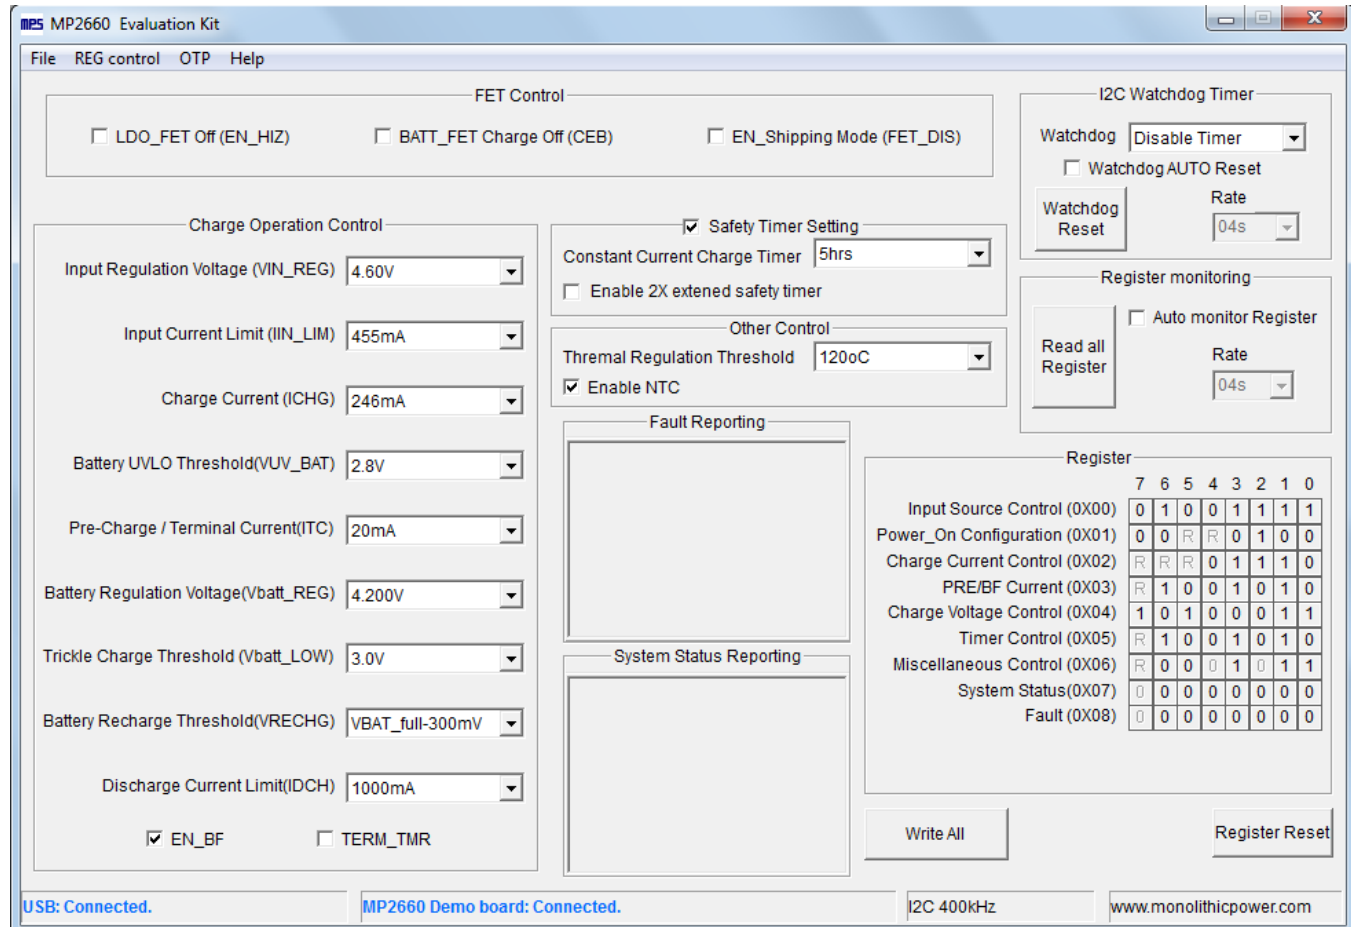 mps MP2660 Evaluation Kit
File REG control OTP Help
FET Control
LDO_FET Off (EN_HIZ) BATT_FET Charge Off (CEB) EN_Shipping Mode (FET_DIS)
I2C Watchdog Timer
Watchdog Disable Timer
Watchdog AUTO Reset
Watchdog Reset
Rate
04s
Charge Operation Control
Input Regulation Voltage (VIN_REG) 4.60V
Input Current Limit (IIN_LIM) 455mA
Charge Current (ICHG) 246mA
Battery UVLO Threshold(VUV_BAT) 2.8V
Pre-Charge / Terminal Current(ITC) 20mA
Battery Regulation Voltage(Vbatt_REG) 4.200V
Trickle Charge Threshold (Vbatt_LOW) 3.0V
Battery Recharge Threshold(VRECHG) VBAT_full-300mV
Discharge Current Limit(IDCH) 1000mA
EN_BF TERM_TMR
Safety Timer Setting
Constant Current Charge Timer 5hrs
Enable 2X extened safety timer
Other Control
Thremal Regulation Threshold 120oC
Enable NTC
Fault Reporting
System Status Reporting
Register monitoring
Read all Register
Auto monitor Register
Rate
04s
Register
7 6 5 4 3 2 1 0
Input Source Control (0X00) 0 1 0 0 1 1 1 1
Power_On Configuration (0X01) 0 0 R R 0 1 0 0
Charge Current Control (0X02) R R R 0 1 1 1 0
PRE/BF Current (0X03) R 1 0 0 1 0 1 0
Charge Voltage Control (0X04) 1 0 1 0 0 0 1 1
Timer Control (0X05) R 1 0 0 1 0 1 0
Miscellaneous Control (0X06) R 0 0 0 1 0 1 1
System Status(0X07) 0 0 0 0 0 0 0 0
Fault (0X08) 0 0 0 0 0 0 0 0
Write All Register Reset
USB: Connected. MP2660 Demo board: Connected. I2C 400kHz www.monolithicpower.com